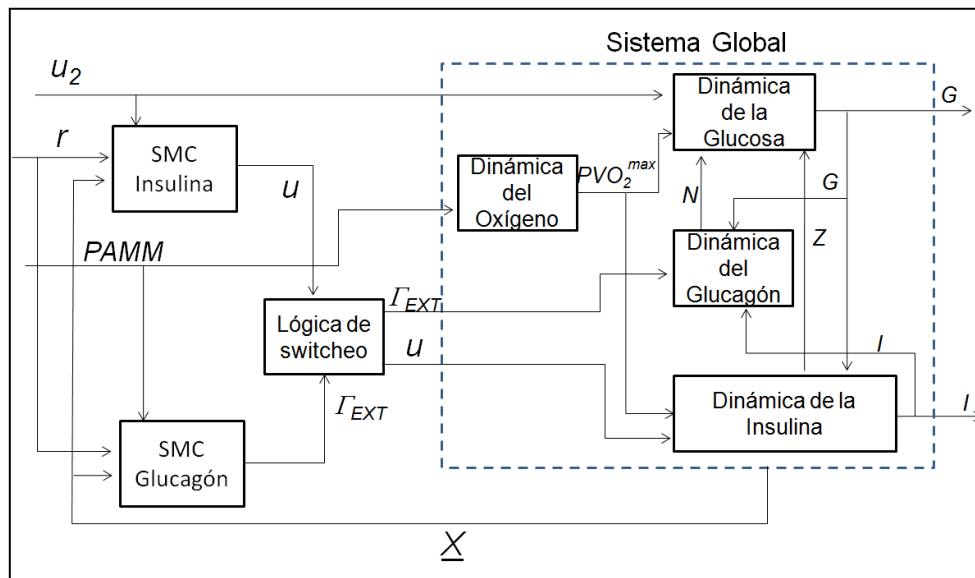 Sistema Global
u2
Dinámica
de la
Glucosa
G
r
SMC
Insulina
u
Dinámica
del
Oxígeno
PVO2max
N
G
Z
PAMM
Dinámica
del
Glucagón
ΓEXT
Lógica de
switcheo
u
I
ΓEXT
Dinámica de la
Insulina
I
SMC
Glucagón
X